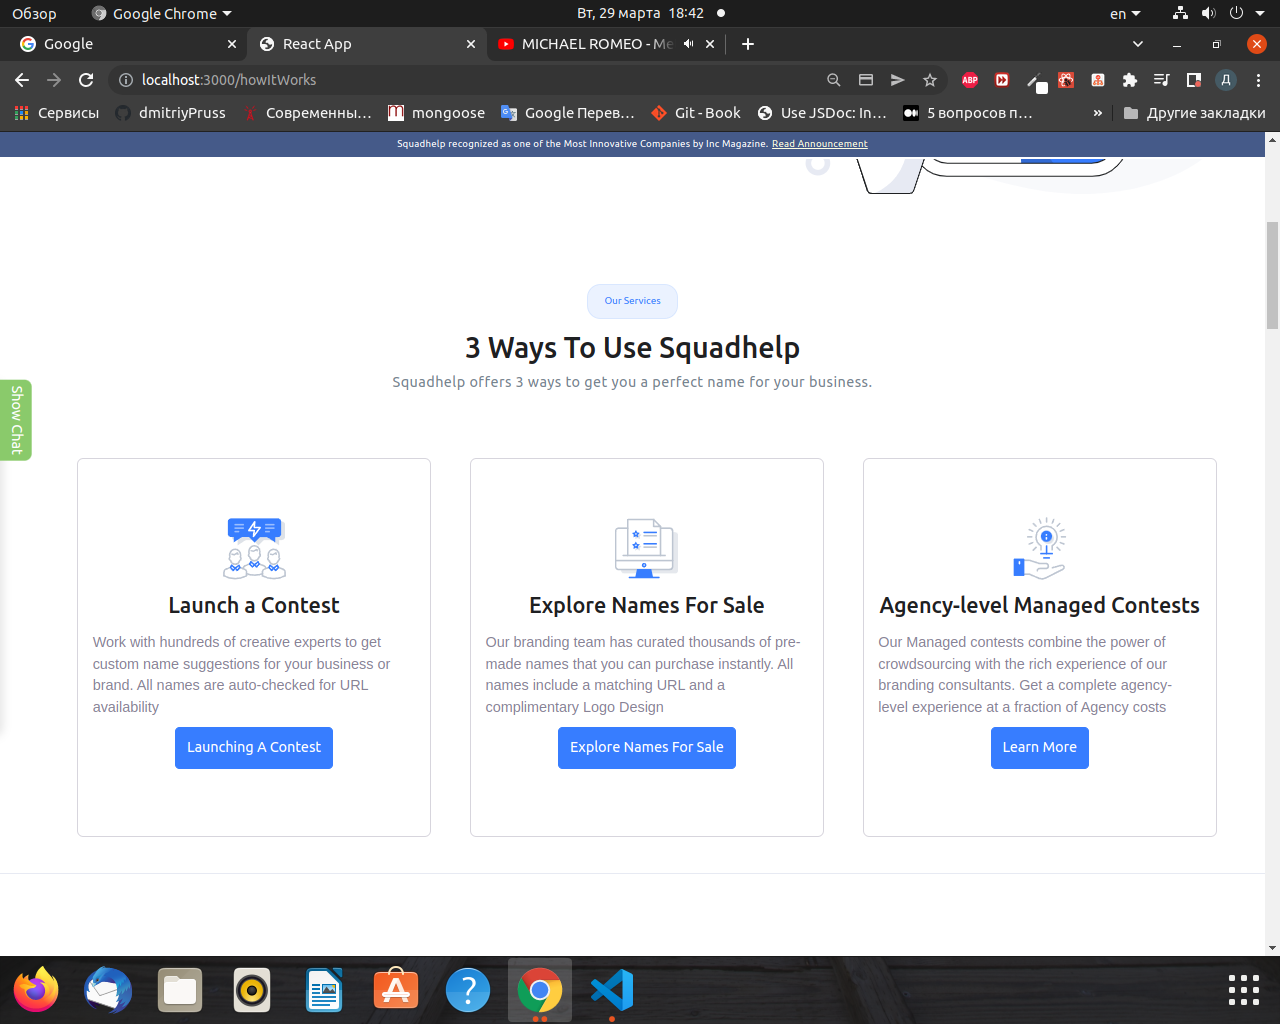 Обзор
Google Chrome
Вт, 29 марта 18:42
en
Google
React App
MICHAEL ROMEO - Me
localhost:3000/howItWorks
ABP
Д
Сервисы
dmitriyPruss
Современны…
mongoose
Google Перев…
Git - Book
Use JSDoc: In…
5 вопросов п…
»
Другие закладки
Squadhelp recognized as one of the Most Innovative Companies by Inc Magazine. Read Announcement
Our Services
3 Ways To Use Squadhelp
Squadhelp offers 3 ways to get you a perfect name for your business.
Show Chat
Launch a Contest
Work with hundreds of creative experts to get
custom name suggestions for your business or
brand. All names are auto-checked for URL
availability
Launching A Contest
Explore Names For Sale
Our branding team has curated thousands of pre-
made names that you can purchase instantly. All
names include a matching URL and a
complimentary Logo Design
Explore Names For Sale
Agency-level Managed Contests
Our Managed contests combine the power of
crowdsourcing with the rich experience of our
branding consultants. Get a complete agency-
level experience at a fraction of Agency costs
Learn More